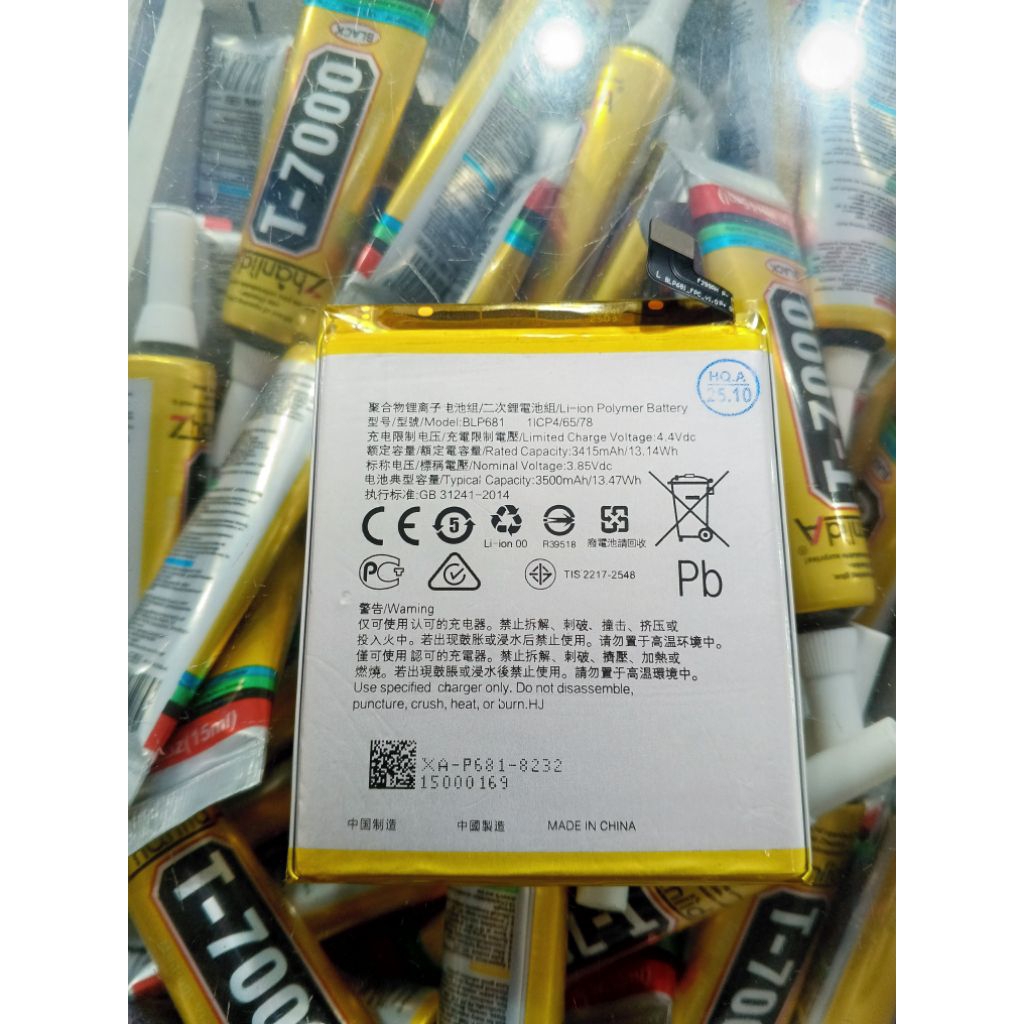 BLACK
T-7000
Zhanlida
BLP681_FPC_V1.0
HQ.A
25.10
聚合物锂离子电池组/二次鋰電池組/Li-ion Polymer Battery
型号/型號/Model:BLP681 1ICP4/65/78
充电限制电压/充電限制電壓/Limited Charge Voltage:4.4Vdc
额定容量/額定電容量/Rated Capacity:3415mAh/13.14Wh
标称电压/標稱電壓/Nominal Voltage:3.85Vdc
电池典型容量/Typical Capacity:3500mAh/13.47Wh
执行标准:GB 31241-2014
CE
5
Li-ion 00
R39518
廢電池請回收
TIS 2217-2548
Pb
警告/Warning
仅可使用认可的充电器。禁止拆解、刺破、撞击、挤压或
投入火中。若出现鼓胀或浸水后禁止使用。请勿置于高温环境中。
僅可使用認可的充電器。禁止拆解、刺破、擠壓、加熱或
燃燒。若出現鼓脹或浸水後禁止使用。請勿置于高温環境中。
Use specified charger only. Do not disassemble,
puncture, crush, heat, or burn.HJ
XA-P681-8232
15000169
中国制造 中國製造 MADE IN CHINA
BLACK
T-7000
Zhanlida
(15ml)
T-700
T-70